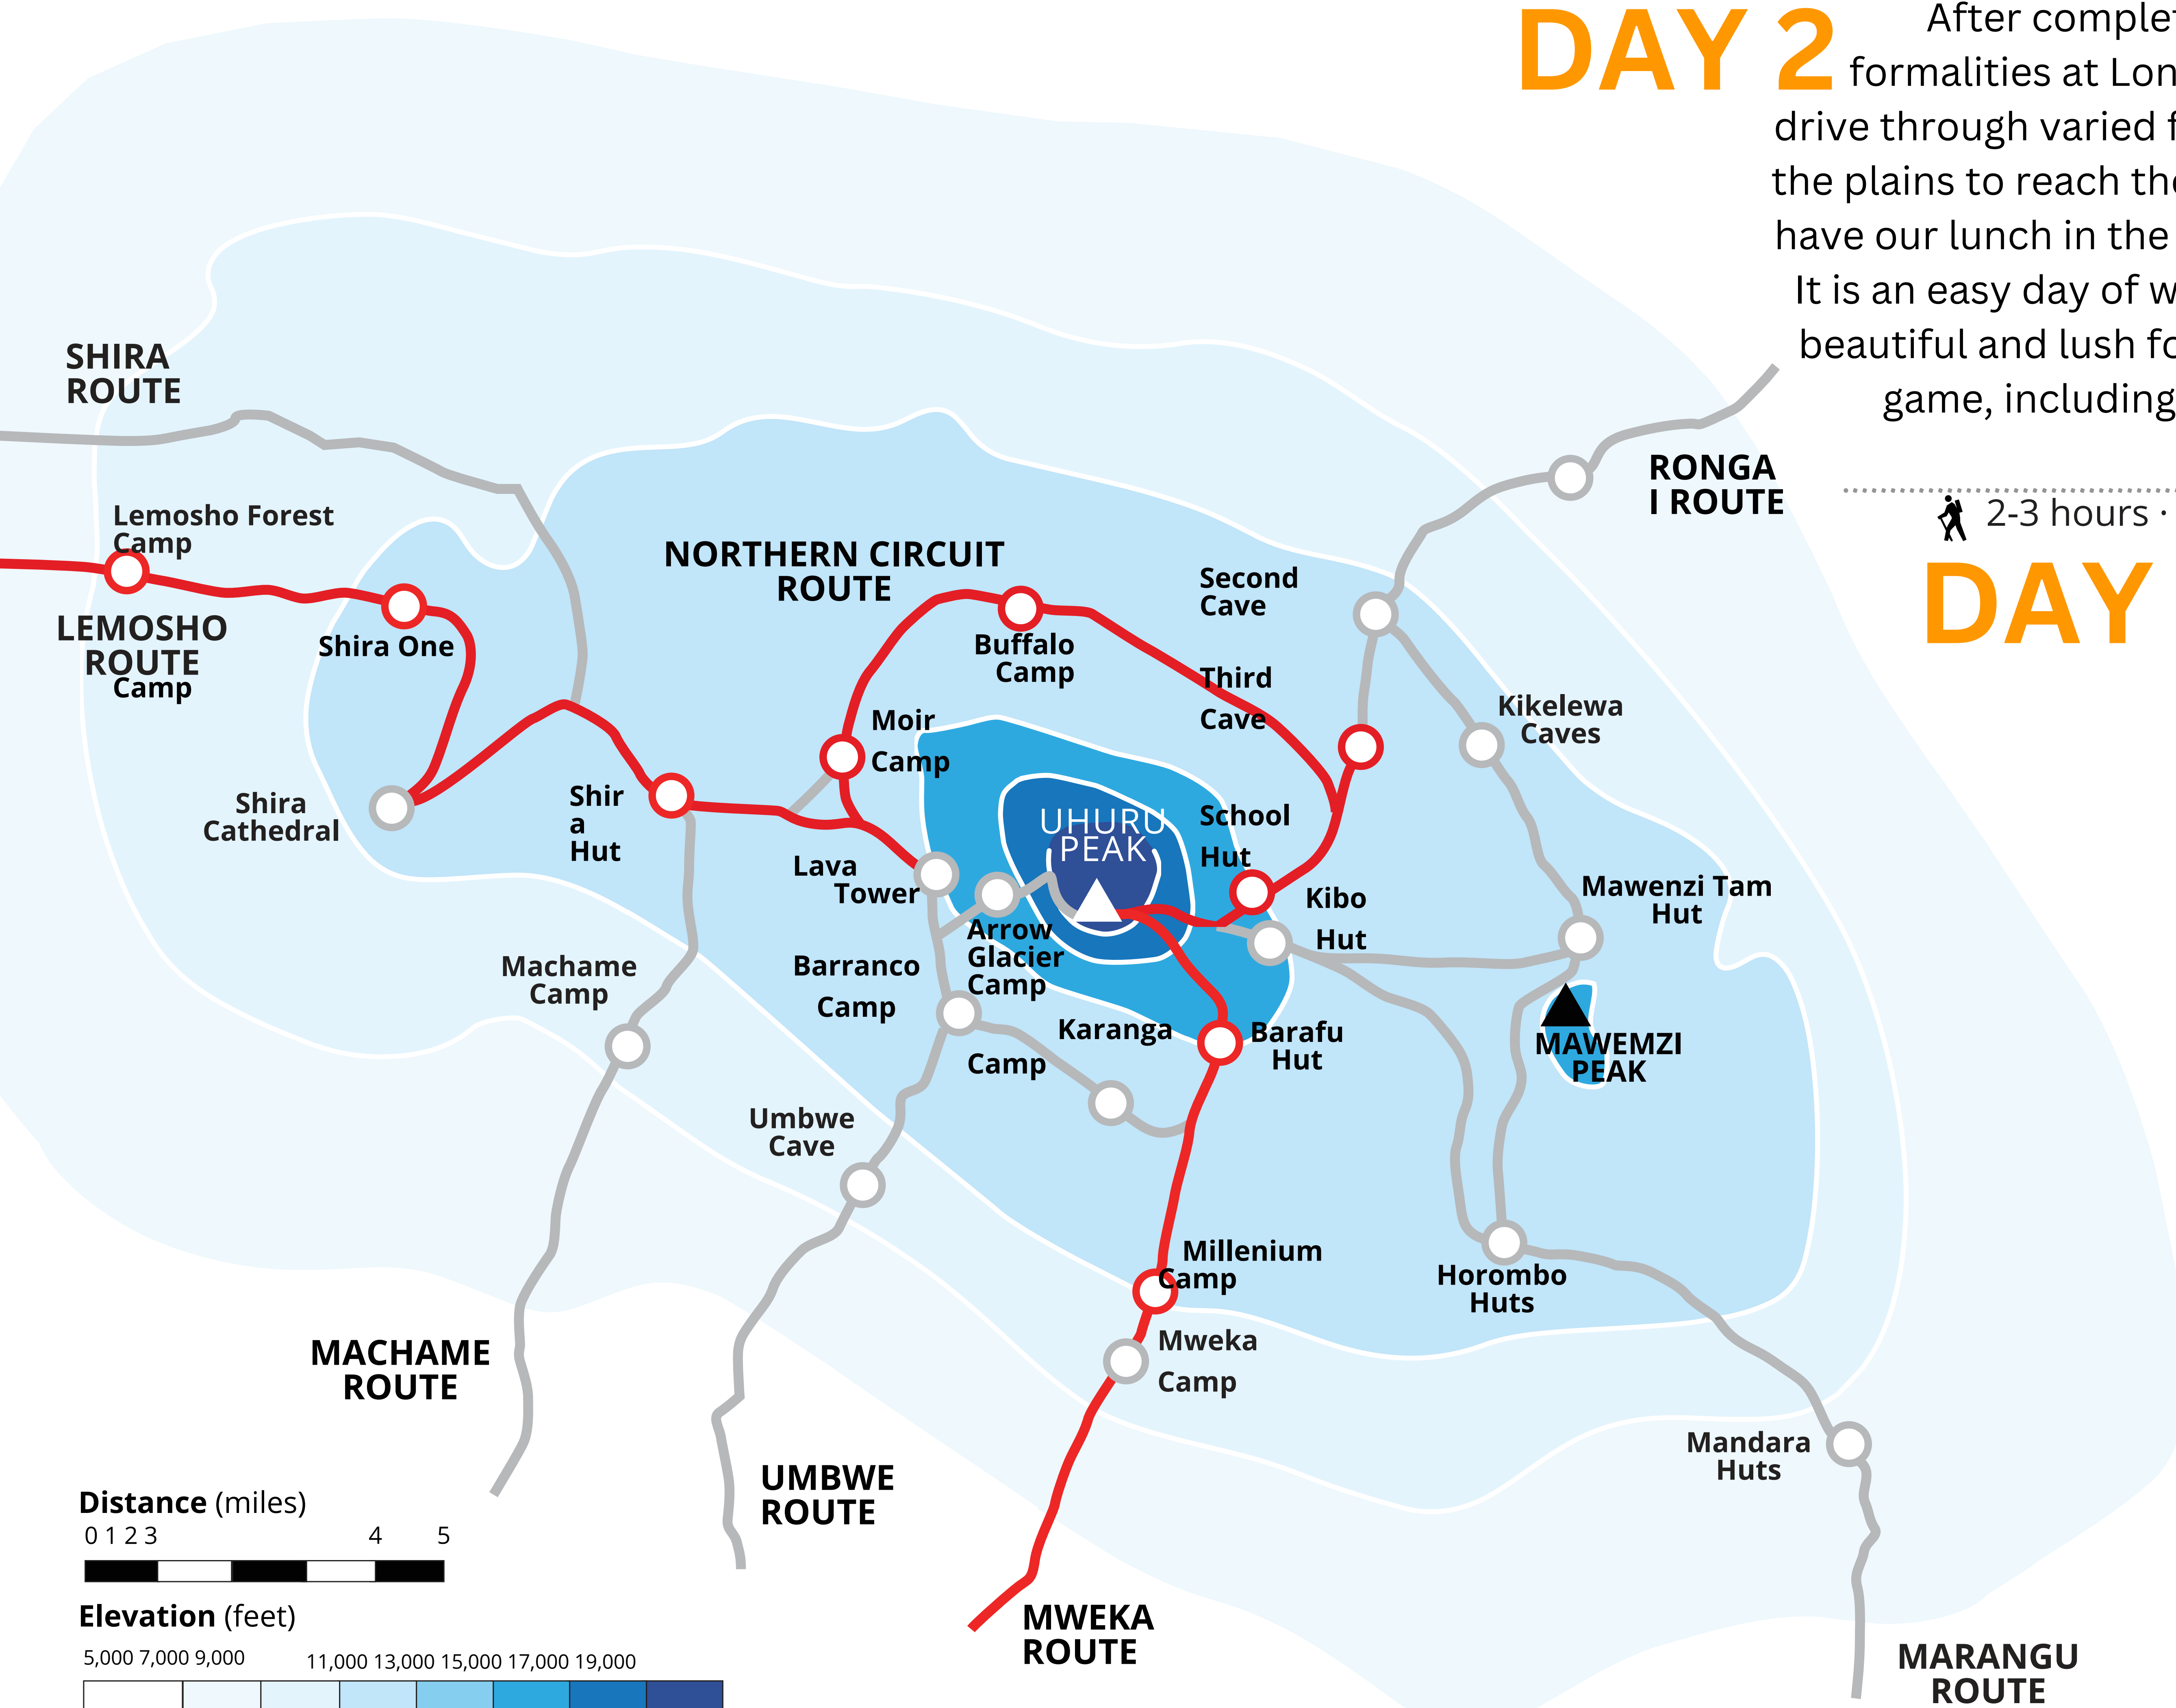 DAY 2
After complet
formalities at Lon
drive through varied f
the plains to reach the
have our lunch in the
It is an easy day of w
beautiful and lush fo
game, including
2-3 hours ·
DAY
SHIRA
ROUTE
RONGA
I ROUTE
Lemosho Forest
Camp
LEMOSHO
ROUTE
Camp
Shira One
NORTHERN CIRCUIT
ROUTE
Second
Cave
Buffalo
Camp
Third
Cave
Kikelewa
Caves
Moir
Camp
Shira
Cathedral
Shir
a
Hut
UHURU
PEAK
School
Hut
Lava
Tower
Kibo
Hut
Mawenzi Tam
Hut
Arrow
Glacier
Camp
Machame
Camp
Barranco
Camp
Karanga
Camp
Barafu
Hut
MAWEMZI
PEAK
Umbwe
Cave
Millenium
Camp
Horombo
Huts
Mweka
Camp
MACHAME
ROUTE
Mandara
Huts
UMBWE
ROUTE
MWEKA
ROUTE
MARANGU
ROUTE
Distance (miles)
0 1 2 3 4 5
Elevation (feet)
5,000 7,000 9,000 11,000 13,000 15,000 17,000 19,000